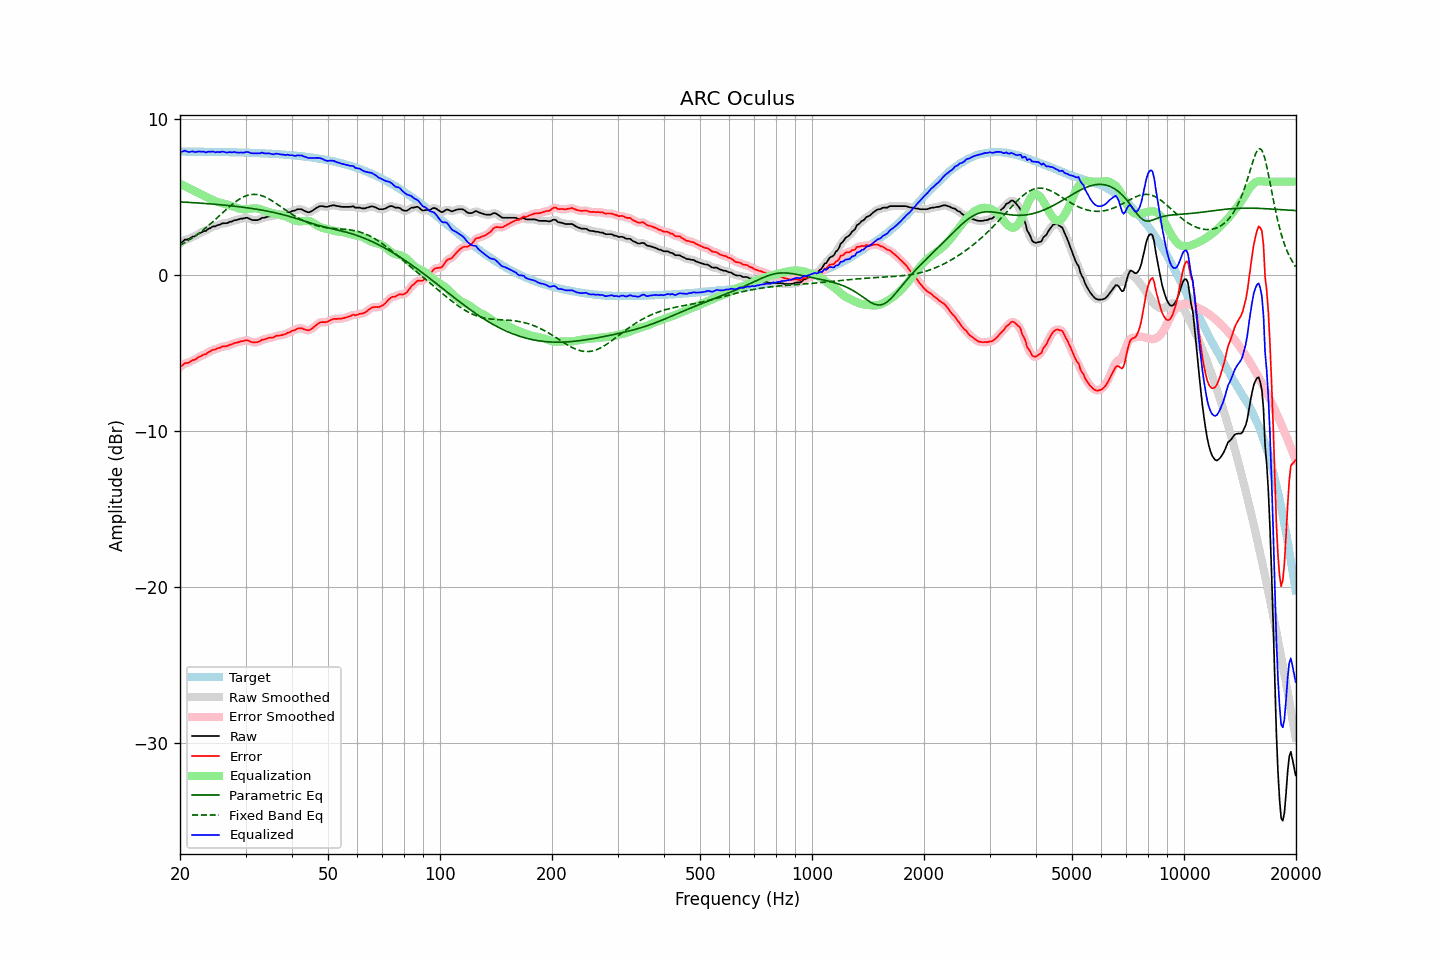 ARC Oculus
Amplitude (dBr)
10
0
−10
−20
−30
Target
Raw Smoothed
Error Smoothed
Raw
Error
Equalization
Parametric Eq
Fixed Band Eq
Equalized
20 50 100 200 500 1000 2000 5000 10000 20000
Frequency (Hz)